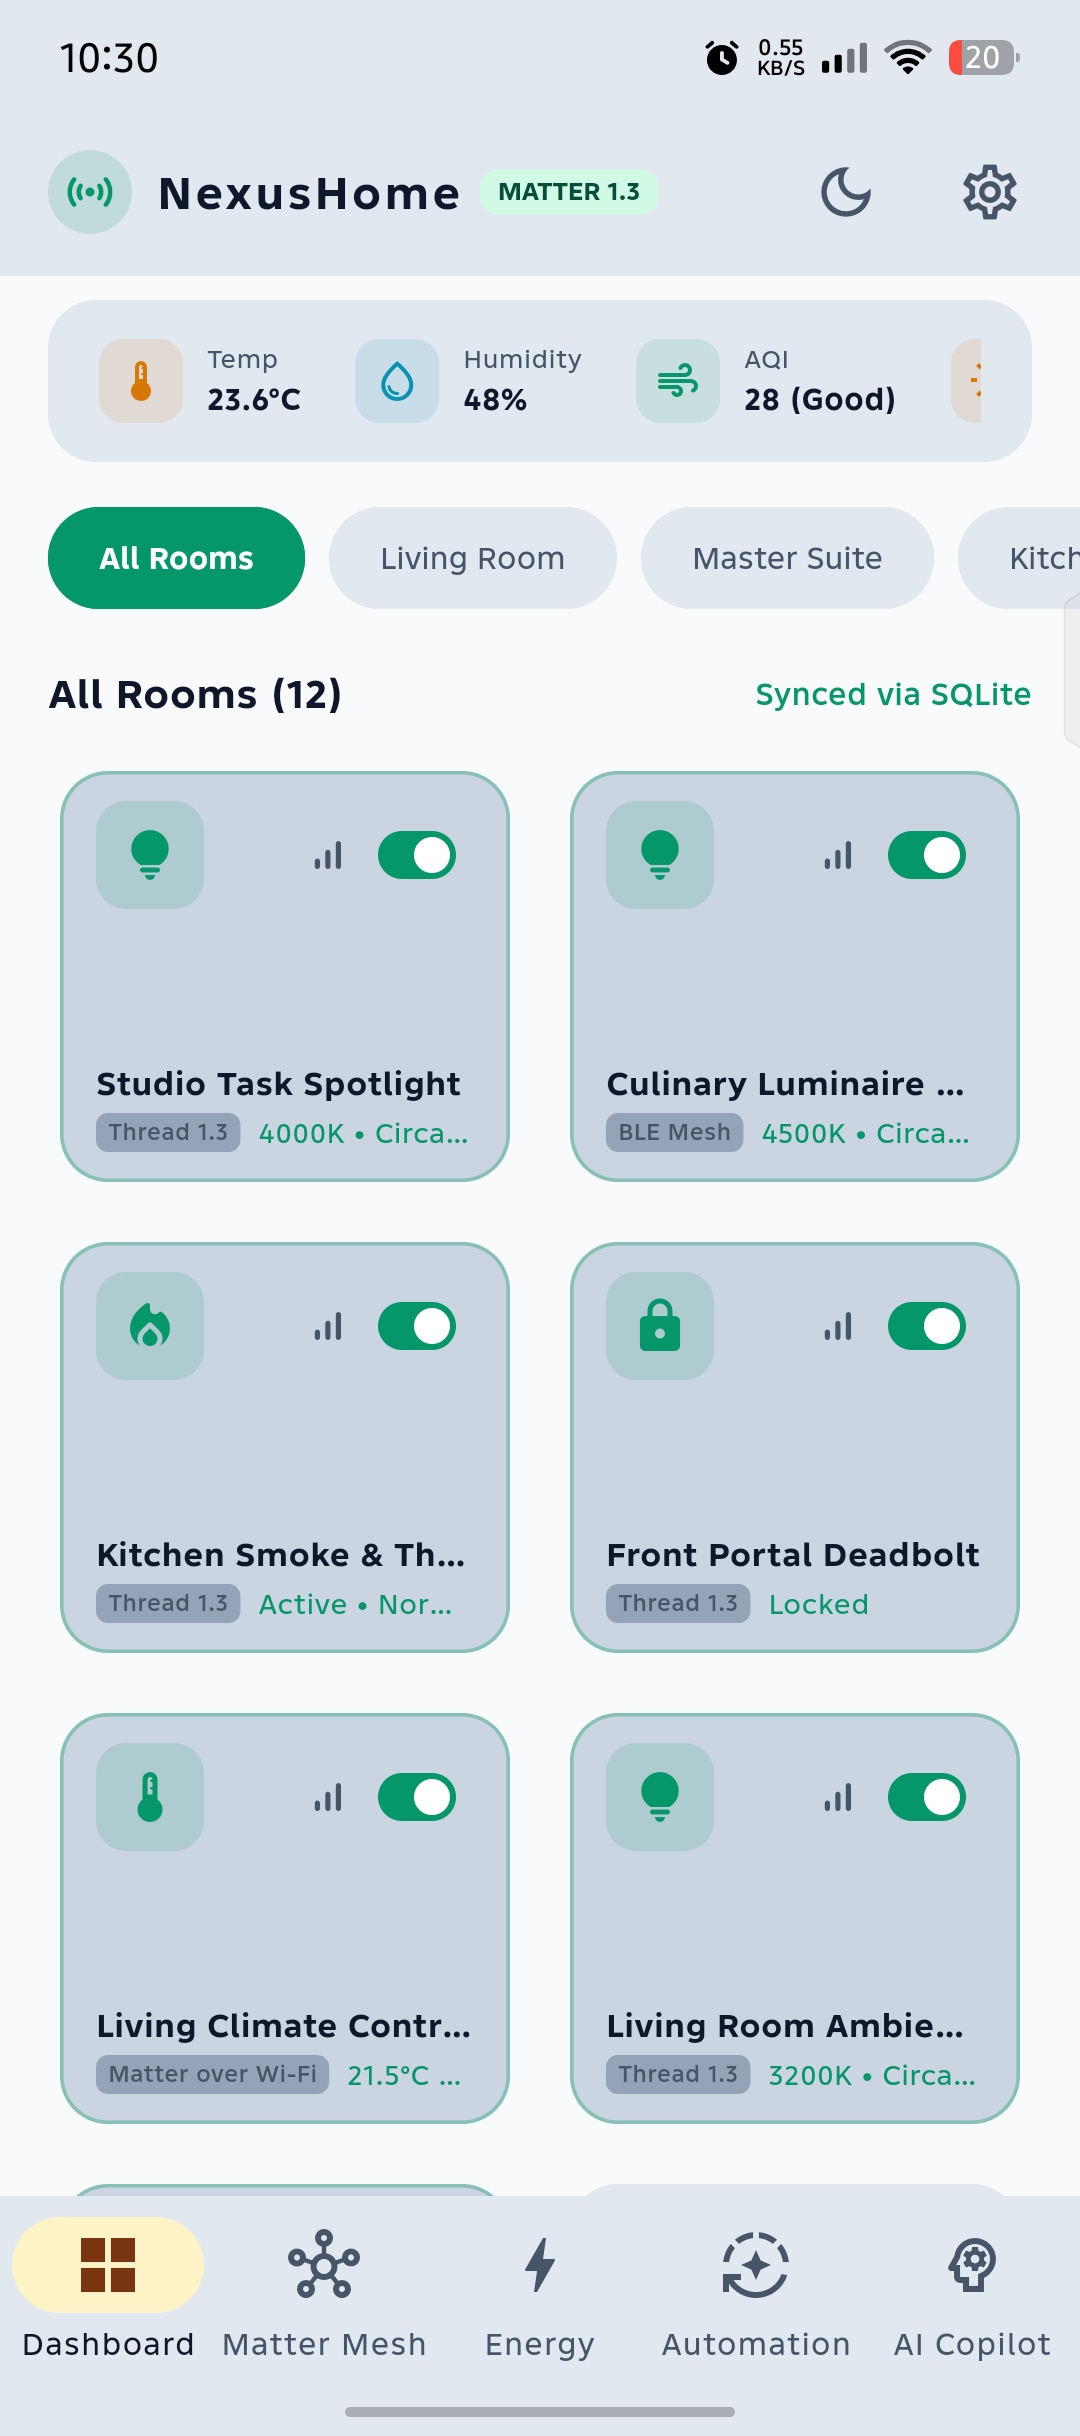 10:30
0.55
KB/S
20
NexusHome
MATTER 1.3
Temp
23.6°C
Humidity
48%
AQI
28 (Good)
All Rooms
Living Room
Master Suite
Kitch
All Rooms (12)
Synced via SQLite
Studio Task Spotlight
Thread 1.3
4000K • Circa...
Culinary Luminaire ...
BLE Mesh
4500K • Circa...
Kitchen Smoke & Th...
Thread 1.3
Active • Nor...
Front Portal Deadbolt
Thread 1.3
Locked
Living Climate Contr...
Matter over Wi-Fi
21.5°C ...
Living Room Ambie...
Thread 1.3
3200K • Circa...
Dashboard
Matter Mesh
Energy
Automation
AI Copilot